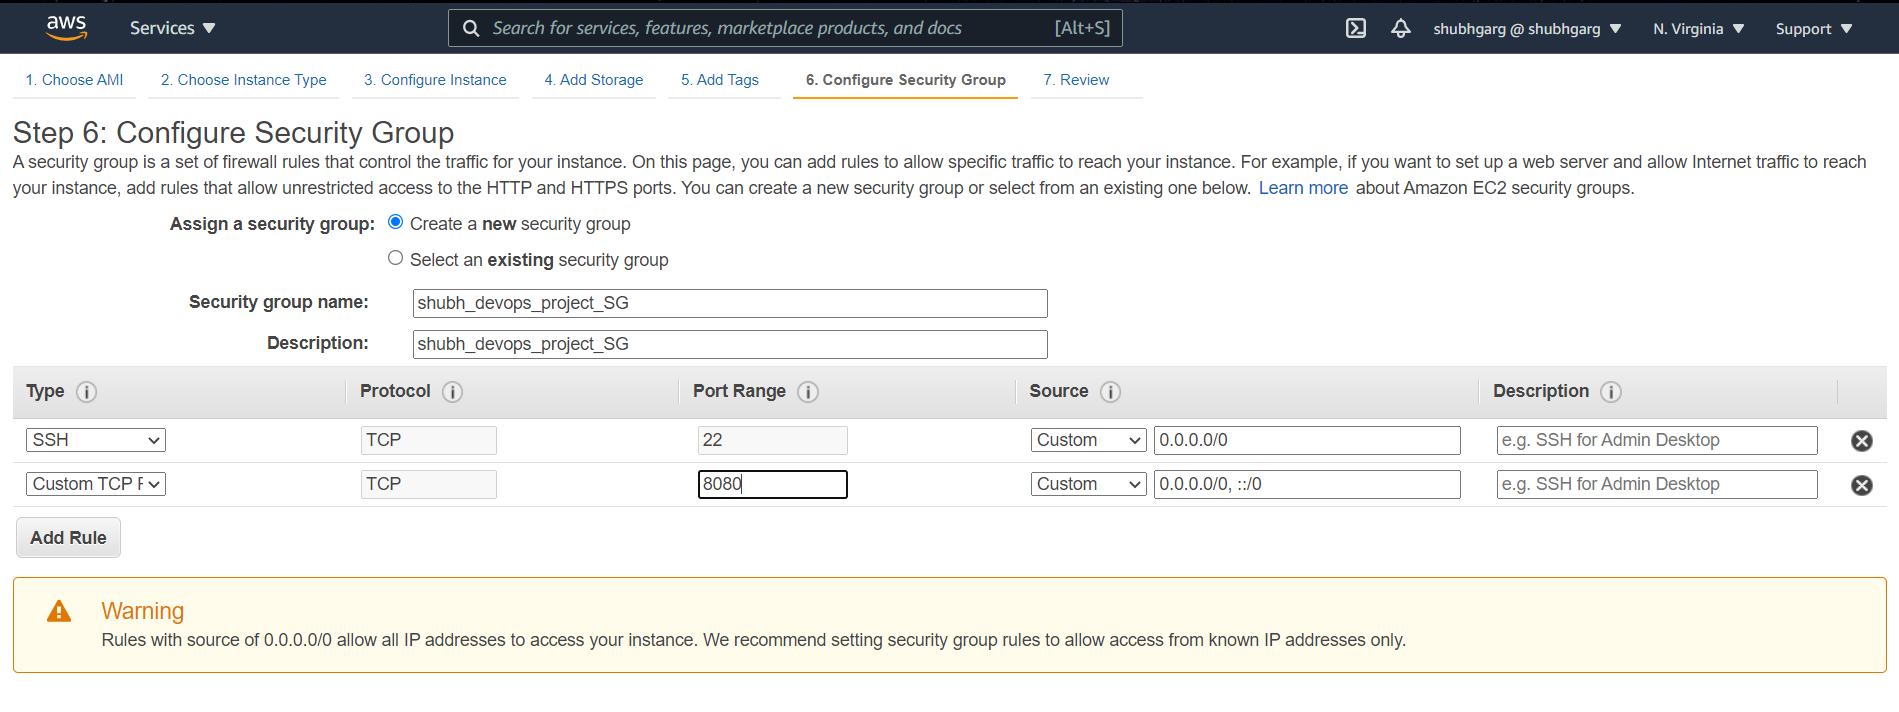 aws Services Search for services, features, marketplace products, and docs [Alt+S] shubhgarg @ shubhgarg N. Virginia Support
1. Choose AMI 2. Choose Instance Type 3. Configure Instance 4. Add Storage 5. Add Tags 6. Configure Security Group 7. Review
Step 6: Configure Security Group
A security group is a set of firewall rules that control the traffic for your instance. On this page, you can add rules to allow specific traffic to reach your instance. For example, if you want to set up a web server and allow Internet traffic to reach
your instance, add rules that allow unrestricted access to the HTTP and HTTPS ports. You can create a new security group or select from an existing one below. Learn more about Amazon EC2 security groups.
Assign a security group: Create a new security group
Select an existing security group
Security group name: shubh_devops_project_SG
Description: shubh_devops_project_SG
Type i Protocol i Port Range i Source i Description i
SSH TCP 22 Custom 0.0.0.0/0 e.g. SSH for Admin Desktop
Custom TCP F TCP 8080 Custom 0.0.0.0/0, ::/0 e.g. SSH for Admin Desktop
Add Rule
Warning
Rules with source of 0.0.0.0/0 allow all IP addresses to access your instance. We recommend setting security group rules to allow access from known IP addresses only.